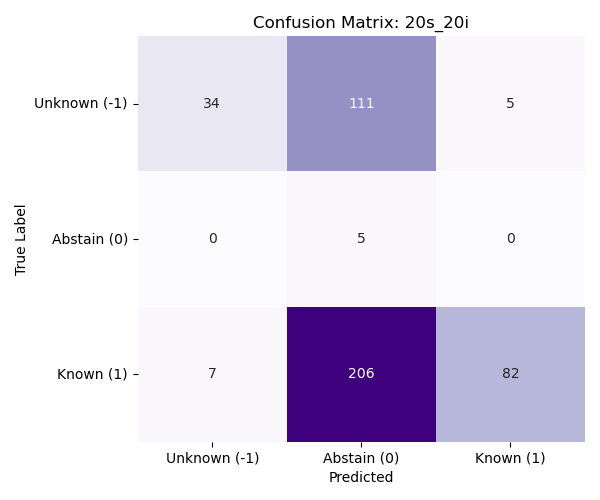 Confusion Matrix: 20s_20i
True Label
Unknown (-1) 34 111 5
Abstain (0) 0 5 0
Known (1) 7 206 82
Unknown (-1) Abstain (0) Known (1)
Predicted